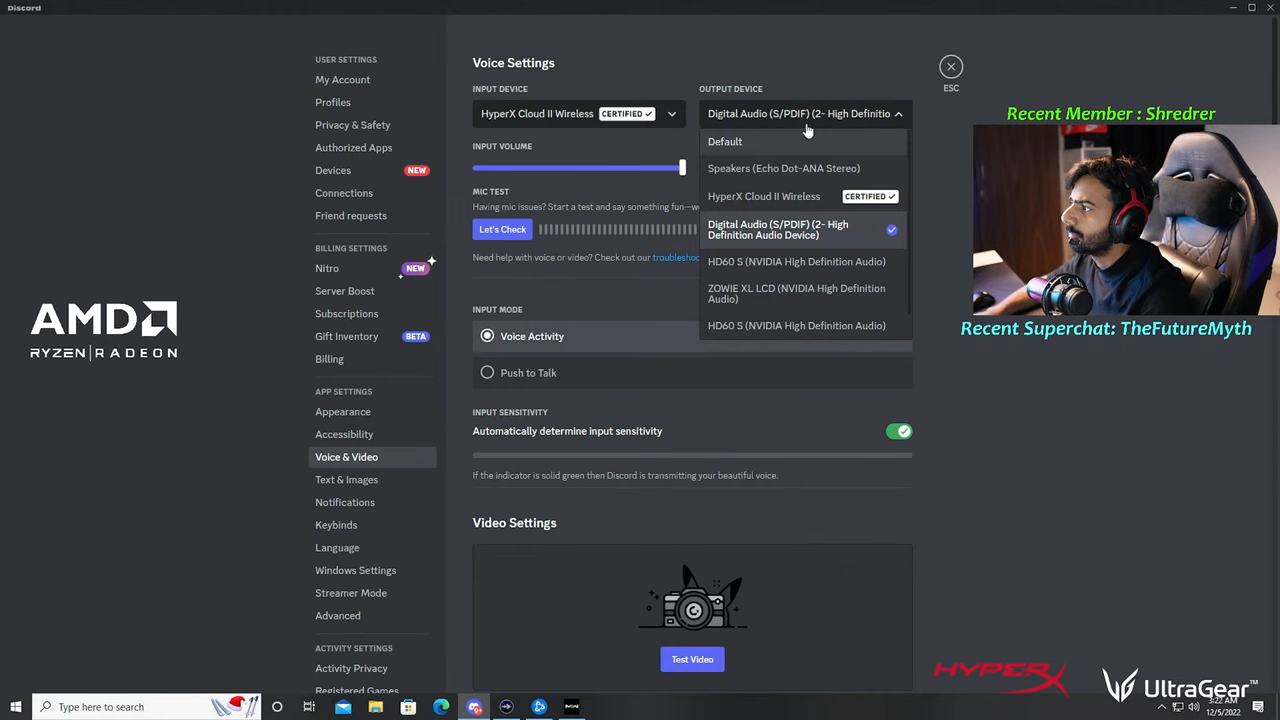 Discord
USER SETTINGS
My Account
Profiles
Privacy & Safety
Authorized Apps
Devices NEW
Connections
Friend requests
BILLING SETTINGS
Nitro NEW
Server Boost
Subscriptions
Gift Inventory BETA
Billing
APP SETTINGS
Appearance
Accessibility
Voice & Video
Text & Images
Notifications
Keybinds
Language
Windows Settings
Streamer Mode
Advanced
ACTIVITY SETTINGS
Activity Privacy
Registered Games
Voice Settings
INPUT DEVICE
HyperX Cloud II Wireless CERTIFIED
INPUT VOLUME
MIC TEST
Having mic issues? Start a test and say something fun—we
Let's Check
Need help with voice or video? Check out our troubleshoo
OUTPUT DEVICE
Digital Audio (S/PDIF) (2- High Definitio
Default
Speakers (Echo Dot-ANA Stereo)
HyperX Cloud II Wireless CERTIFIED
Digital Audio (S/PDIF) (2- High
Definition Audio Device)
HD60 S (NVIDIA High Definition Audio)
ZOWIE XL LCD (NVIDIA High Definition
Audio)
HD60 S (NVIDIA High Definition Audio)
INPUT MODE
Voice Activity
Push to Talk
INPUT SENSITIVITY
Automatically determine input sensitivity
If the indicator is solid green then Discord is transmitting your beautiful voice.
Video Settings
Test Video
ESC
Recent Member : Shredrer
Recent Superchat: TheFutureMyth
AMD
RYZEN | RADEON
HYPERX
UltraGear™
Type here to search
3:22 AM
12/5/2022